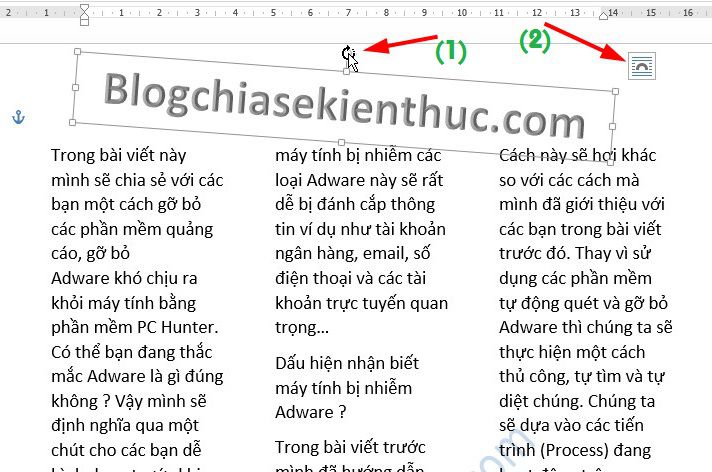 2 1 1 2 3 4 5 6 7 8 9 10 11 12 13 14 15 16
(1)
(2)
Blogchiasekienthuc.com
Trong bài viết này
mình sẽ chia sẻ với các
bạn một cách gỡ bỏ
các phần mềm quảng
cáo, gỡ bỏ
Adware khó chịu ra
khỏi máy tính bằng
phần mềm PC Hunter.
Có thể bạn đang thắc
mắc Adware là gì đúng
không ? Vậy mình sẽ
định nghĩa qua một
chút cho các bạn dễ
máy tính bị nhiễm các
loại Adware này sẽ rất
dễ bị đánh cắp thông
tin ví dụ như tài khoản
ngân hàng, email, số
điện thoại và các tài
khoản trực tuyến quan
trọng...
Dấu hiện nhận biết
máy tính bị nhiễm
Adware ?
Trong bài viết trước
mình đã hướng dẫn
Cách này sẽ hơi khác
so với các cách mà
mình đã giới thiệu với
các bạn trong bài viết
trước đó. Thay vì sử
dụng các phần mềm
tự động quét và gỡ bỏ
Adware thì chúng ta sẽ
thực hiện một cách
thủ công, tự tìm và tự
diệt chúng. Chúng ta
sẽ dựa vào các tiến
trình (Process) đang
.com